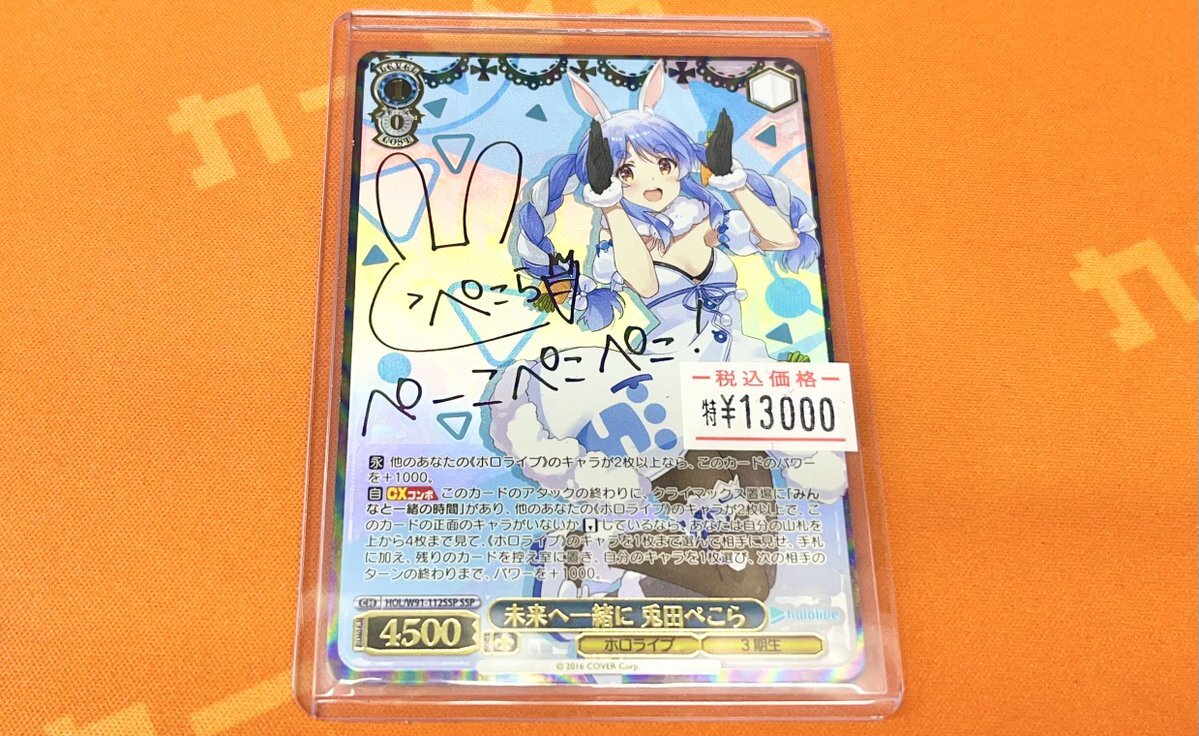 LEVEL
1
0
COST
ぺこら
ぺーこぺこぺこ!
税込価格
特¥13000
永 他のあなたの《ホロライブ》のキャラが2枚以上なら、このカードのパワー
を+1000。
自 CXコンボ このカードのアタックの終わりに、クライマックス置場に「みん
なと一緒の時間」があり、他のあなたの《ホロライブ》のキャラが2枚以上で、こ
のカードの正面のキャラがいないか しているなら、あなたは自分の山札を
上から4枚まで見て、《ホロライブ》のキャラを1枚まで選んで相手に見せ、手札
に加え、残りのカードを控え室に置き、自分のキャラを1枚選び、次の相手の
ターンの終わりまで、パワーを+1000。
HOL/W91-112SSP SSP
未来へ一緒に 兎田ぺこら
hololive
4500
ホロライブ
3期生
© 2016 COVER Corp.
カー
カ
カー